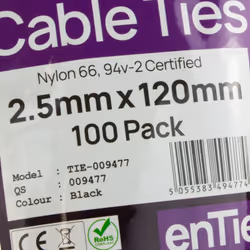 Cable Ties
Nylon 66, 94v-2 Certified
2.5mm x 120mm
100 Pack
Model : TIE-009477
QS : 009477
Colour : Black
5 055383 494774
CE
RoHS
enTie